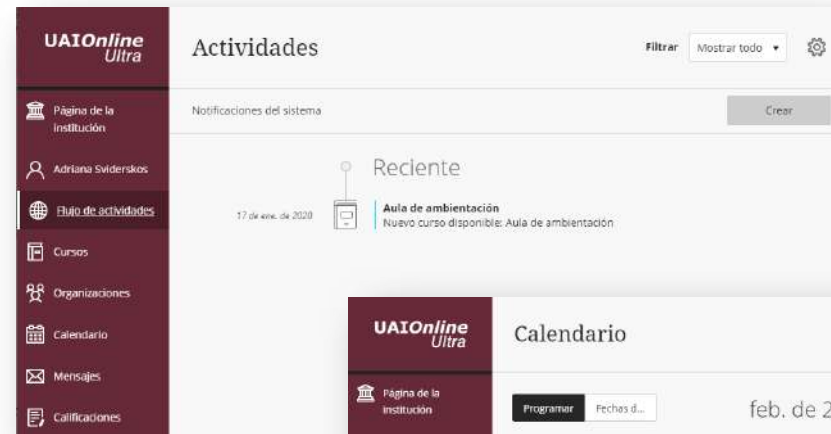 UAIOnline
Ultra
Actividades
Filtrar
Mostrar todo
Página de la
institución
Notificaciones del sistema
Crear
Adriana Sviderskos
Reciente
Flujo de actividades
17 de ene. de 2020
Aula de ambientación
Nuevo curso disponible: Aula de ambientación
Cursos
Organizaciones
Calendario
Mensajes
Calificaciones
UAIOnline
Ultra
Calendario
Página de la
institución
Programar
Fechas d...
feb. de 2